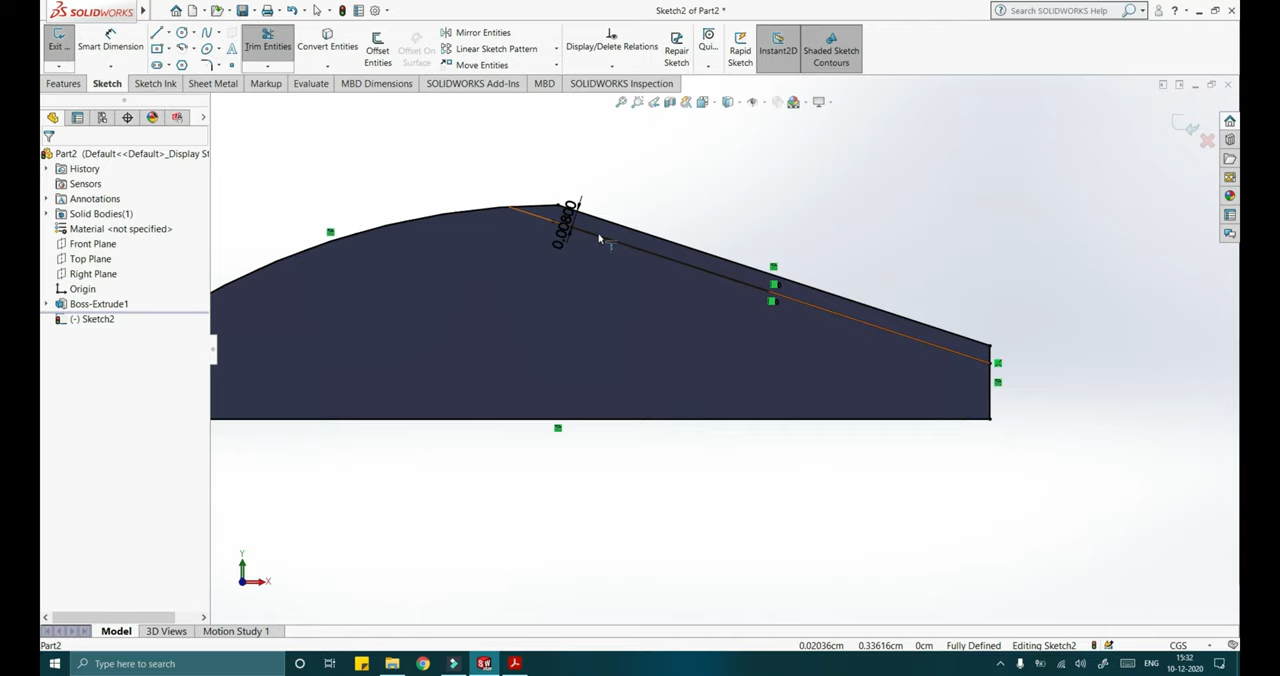 SOLIDWORKS
Sketch2 of Part2 *
Search SOLIDWORKS Help
Exit ...
Smart Dimension
Trim Entities
Convert Entities
Offset Entities
Offset On Surface
Mirror Entities
Linear Sketch Pattern
Move Entities
Display/Delete Relations
Repair Sketch
Qui...
Rapid Sketch
Instant2D
Shaded Sketch Contours
Features
Sketch
Sketch Ink
Sheet Metal
Markup
Evaluate
MBD Dimensions
SOLIDWORKS Add-Ins
MBD
SOLIDWORKS Inspection
Part2 (Default<<Default>_Display St
History
Sensors
Annotations
Solid Bodies(1)
Material <not specified>
Front Plane
Top Plane
Right Plane
Origin
Boss-Extrude1
(-) Sketch2
0.00800
Y
X
Model
3D Views
Motion Study 1
Part2
0.02036cm
0.33616cm
0cm
Fully Defined
Editing Sketch2
CGS
Type here to search
ENG
15:32
10-12-2020